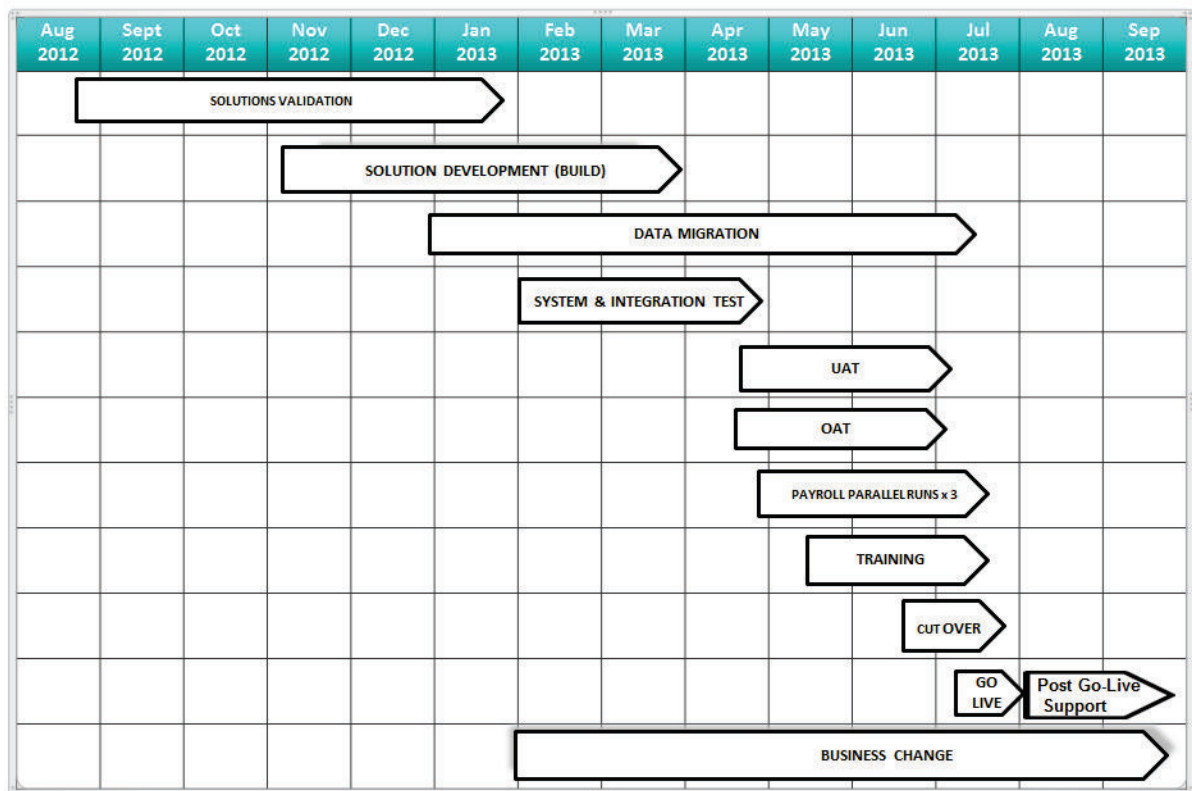 Aug Sept Oct Nov Dec Jan Feb Mar Apr May Jun Jul Aug Sep
2012 2012 2012 2012 2012 2013 2013 2013 2013 2013 2013 2013 2013 2013
SOLUTIONS VALIDATION
SOLUTION DEVELOPMENT (BUILD)
DATA MIGRATION
SYSTEM & INTEGRATION TEST
UAT
OAT
PAYROLL PARALLEL RUNS x 3
TRAINING
CUT OVER
GO
LIVE
Post Go-Live
Support
BUSINESS CHANGE